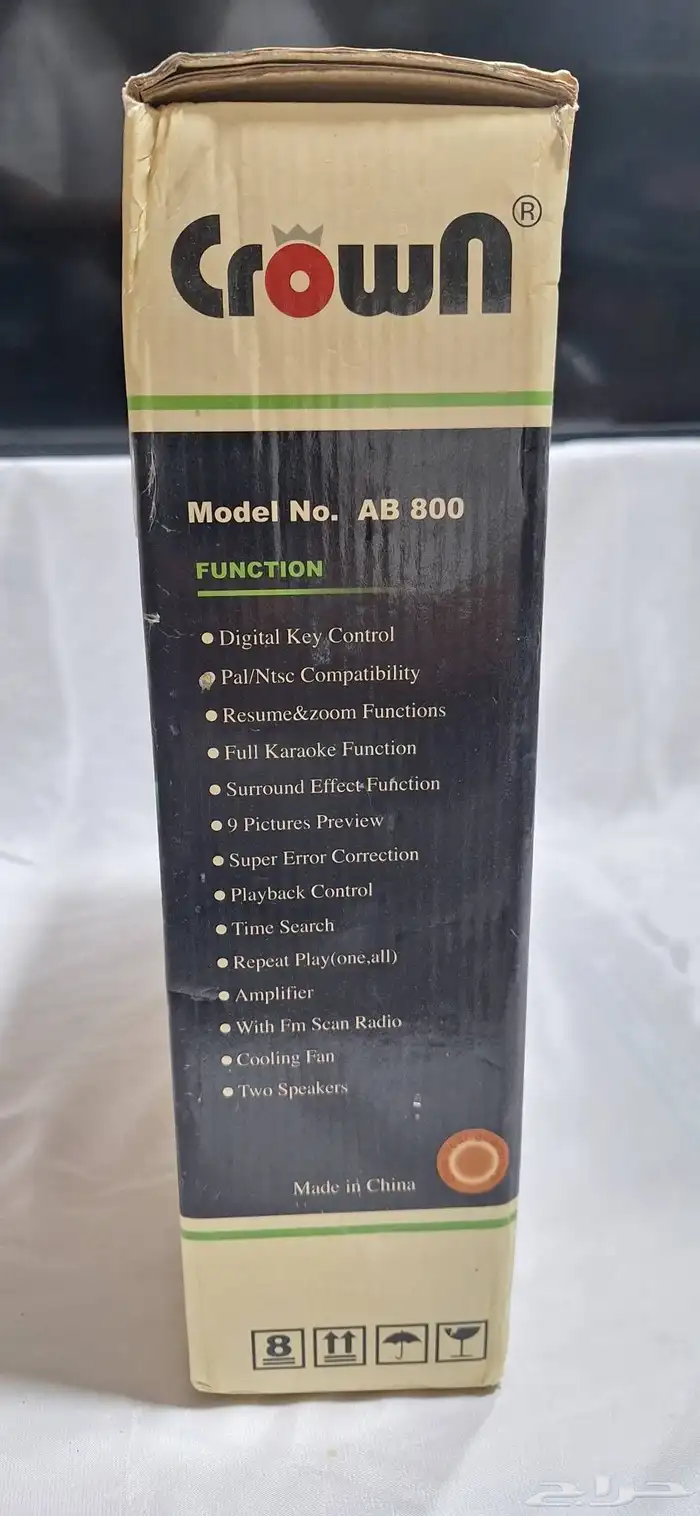 Crown®
Model No. AB 800
FUNCTION
• Digital Key Control
• Pal/Ntsc Compatibility
• Resume&zoom Functions
• Full Karaoke Function
• Surround Effect Function
• 9 Pictures Preview
• Super Error Correction
• Playback Control
• Time Search
• Repeat Play(one,all)
• Amplifier
• With Fm Scan Radio
• Cooling Fan
• Two Speakers
Made in China
8
حراج